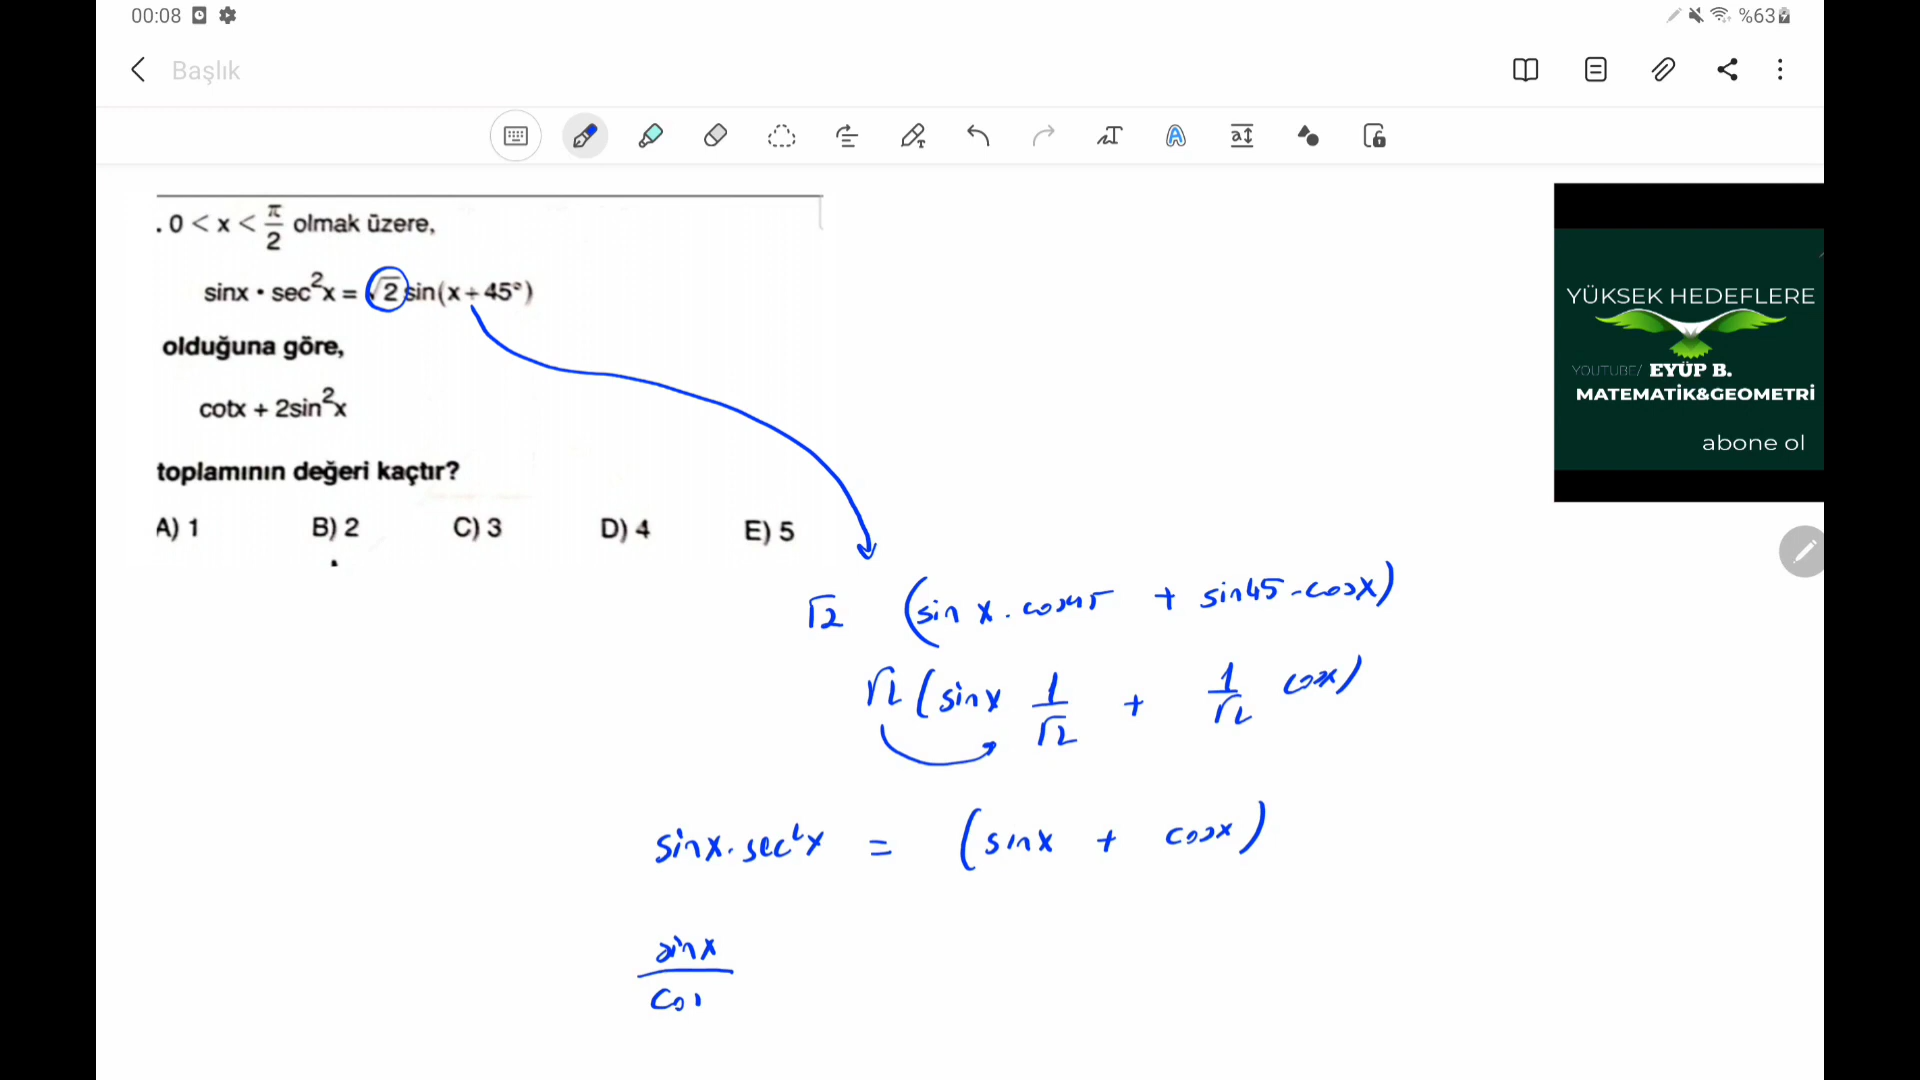 00:08
%63
Başlık
. 0 < x < π/2 olmak üzere,
sinx · sec²x = √2 sin(x + 45°)
olduğuna göre,
cotx + 2sin²x
toplamının değeri kaçtır?
A) 1 B) 2 C) 3 D) 4 E) 5
YÜKSEK HEDEFLERE
YOUTUBE/ EYÜP B.
MATEMATİK&GEOMETRİ
abone ol
√2 (sin x . cos45 + sin45 . cosx)
√2 (sinx 1/√2 + 1/√2 cosx)
sinx . sec²x = (sinx + cosx)
sinx
co